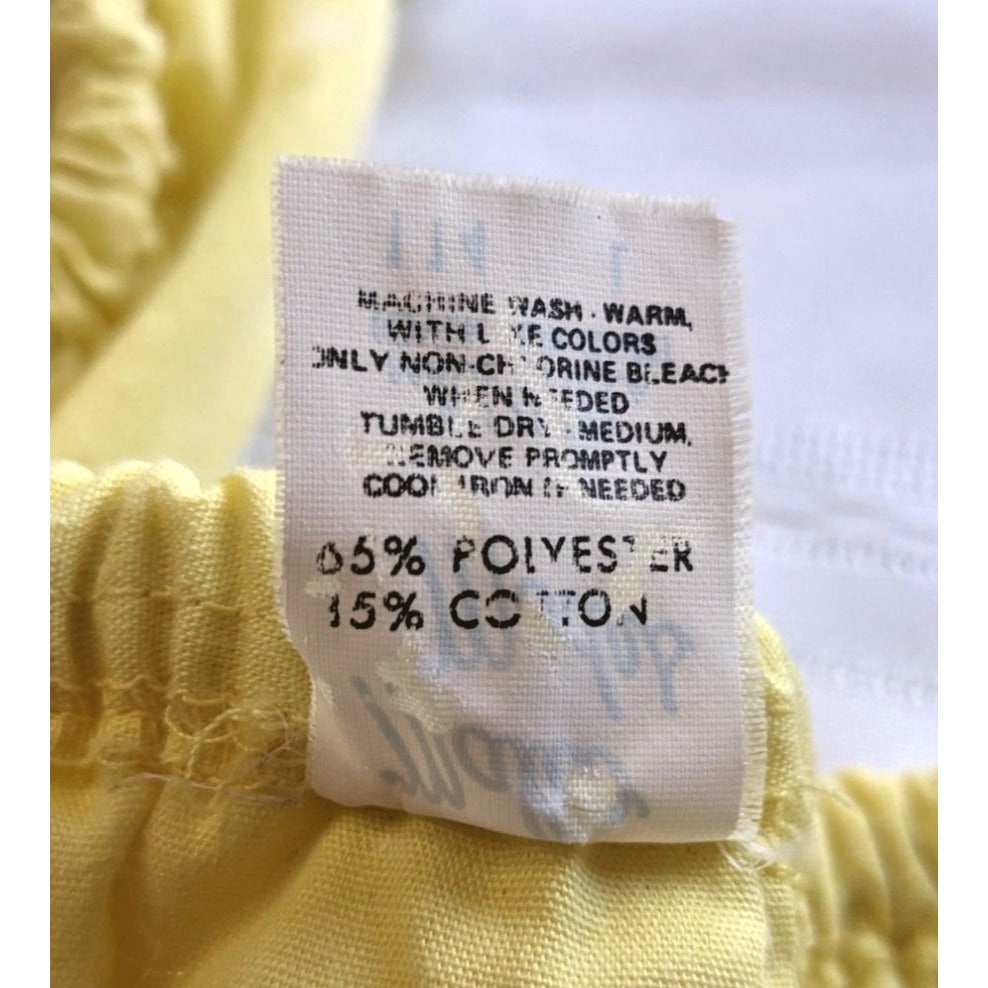 MACHINE WASH - WARM,
WITH LIKE COLORS
ONLY NON-CHLORINE BLEACH
WHEN NEEDED
TUMBLE DRY - MEDIUM,
REMOVE PROMPTLY
COOL IRON IF NEEDED
65% POLYESTER
COTTON